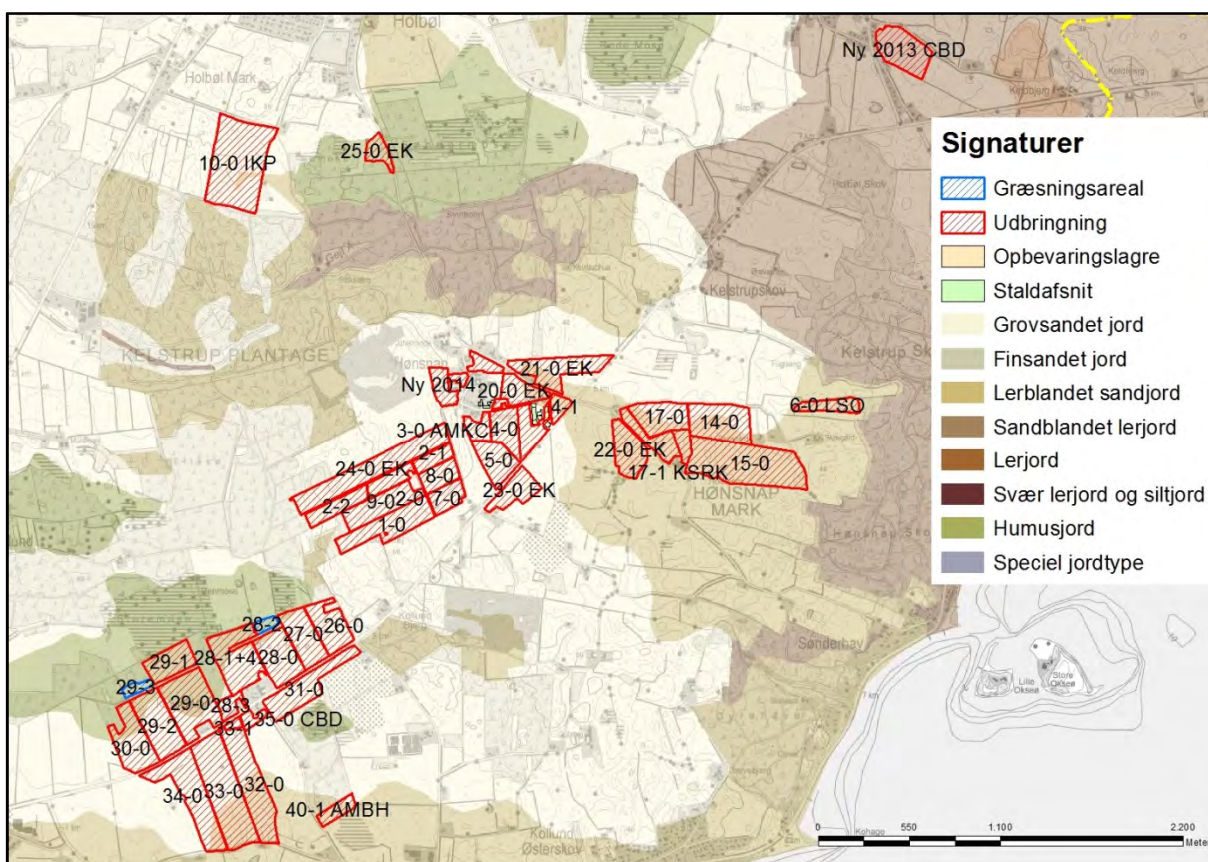 Holbøl
Holbøl Mark
Ny 2013 CBD
10-0 IKP
25-0 EK
Signaturer
Græsningsareal
Udbringning
Opbevaringslagre
Staldafsnit
Grovsandet jord
Finsandet jord
Lerblandet sandjord
Sandblandet lerjord
Lerjord
Svær lerjord og siltjord
Humusjord
Speciel jordtype
Kelstrupskov
KELSTRUP PLANTAGE
Hønsnap
Ny 2014
21-0 EK
20-0 EK
4-1
6-0 LSO
3-0 AMKC
4-0
17-0
14-0
24-0 EK
2-1
5-0
22-0 EK
15-0
8-0
17-1 KSRK
2-2
9-0
2-0
7-0
23-0 EK
HØNSNAP
MARK
1-0
28-2
27-0
26-0
Sønderhav
29-1
28-1+4
28-0
Lille
Okseø
Store
Okseø
29-3
29-0
31-0
28-3
29-2
33-1
35-0 CBD
30-0
34-0
33-0
32-0
40-1 AMBH
Kollund
Østerskov
Kohage
0
550
1.100
2.200
Mete